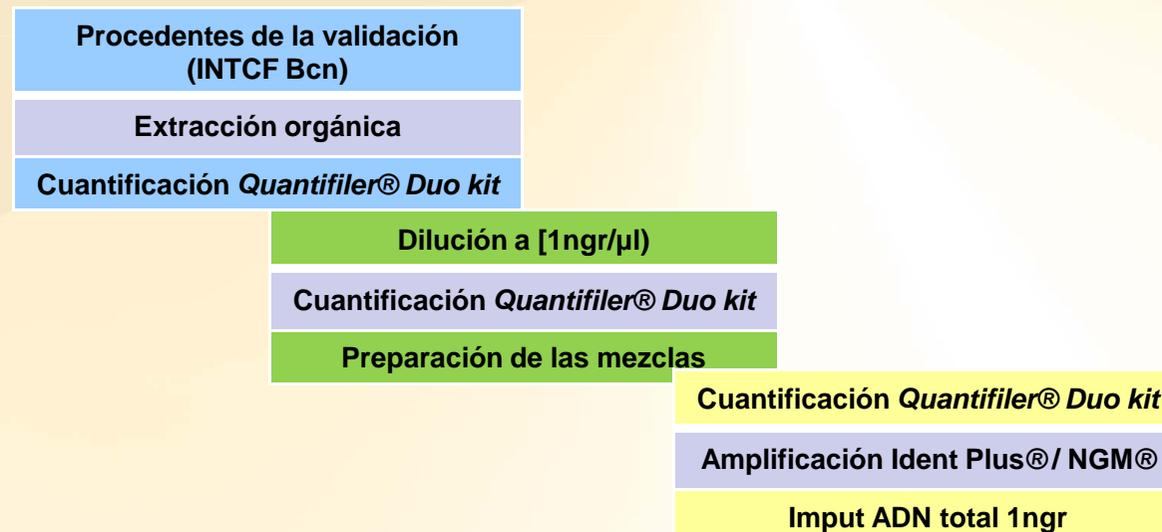 Procedentes de la validación
(INTCF Bcn)
Extracción orgánica
Cuantificación Quantifiler® Duo kit
Dilución a [1ngr/µl)
Cuantificación Quantifiler® Duo kit
Preparación de las mezclas
Cuantificación Quantifiler® Duo kit
Amplificación Ident Plus®/ NGM®
Imput ADN total 1ngr